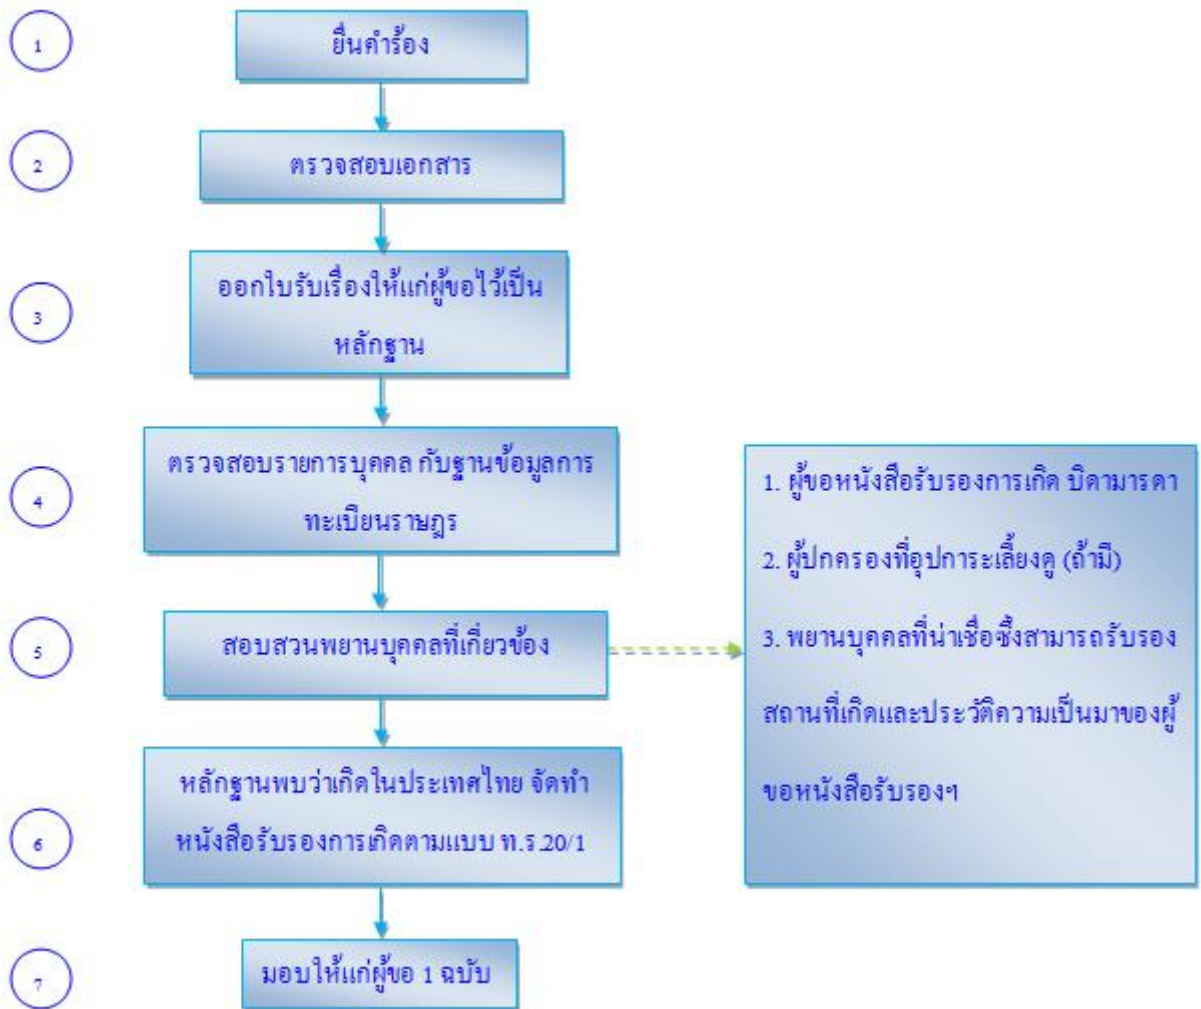 1
ยื่นคำร้อง
2
ตรวจสอบเอกสาร
3
ออกใบรับเรื่องให้แก่ผู้ขอไว้เป็น
หลักฐาน
4
ตรวจสอบรายการบุคคล กับฐานข้อมูลการ
ทะเบียนราษฎร
5
สอบสวนพยานบุคคลที่เกี่ยวข้อง
1. ผู้ขอหนังสือรับรองการเกิด บิดามารดา
2. ผู้ปกครองที่อุปการะเลี้ยงดู (ถ้ามี)
3. พยานบุคคลที่น่าเชื่อซึ่งสามารถรับรอง
สถานที่เกิดและประวัติความเป็นมาของผู้
ขอหนังสือรับรองฯ
6
หลักฐานพบว่าเกิดในประเทศไทย จัดทำ
หนังสือรับรองการเกิดตามแบบ ท.ร.20/1
7
มอบให้แก่ผู้ขอ 1 ฉบับ